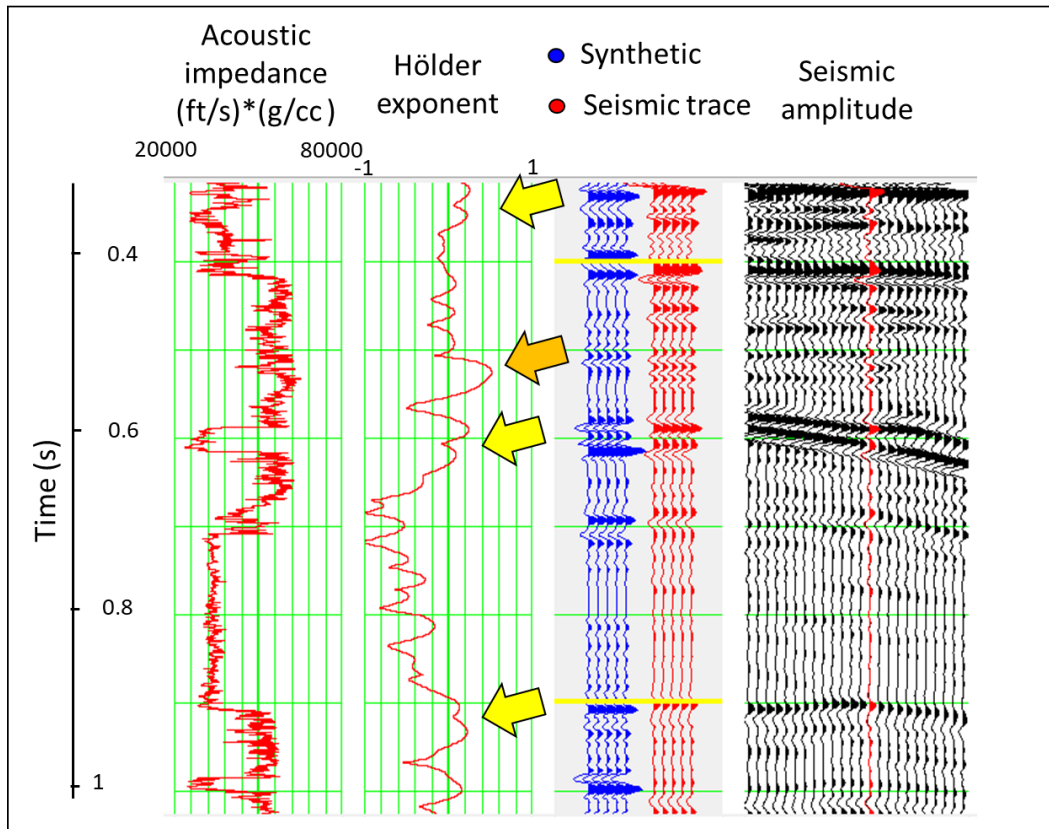 Acoustic
impedance
(ft/s)*(g/cc)
Hölder
exponent
Synthetic
Seismic trace
Seismic
amplitude
20000
80000
-1
1
Time (s)
0.4
0.6
0.8
1